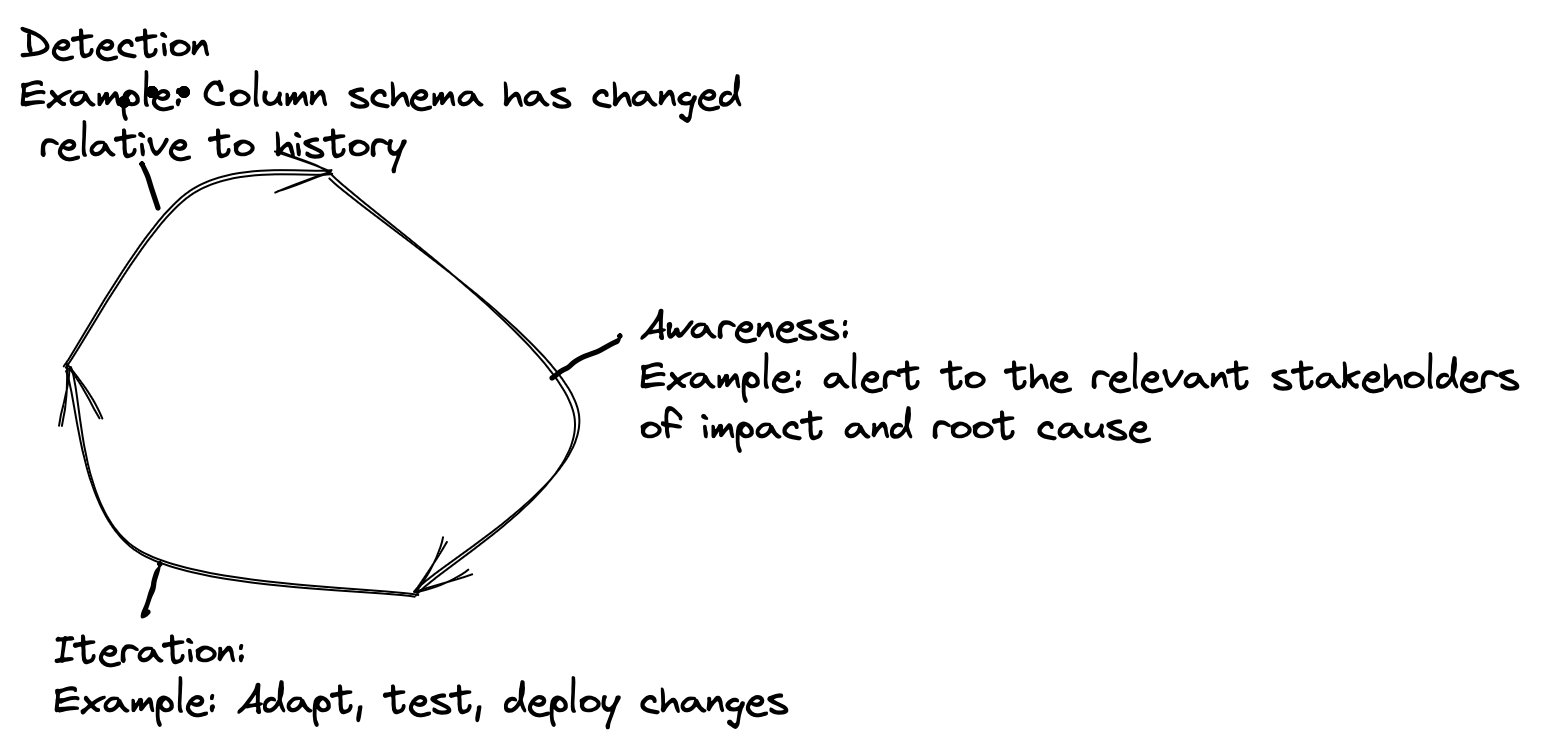 Detection
Example: Column schema has changed
relative to history
Awareness:
Example: alert to the relevant stakeholders
of impact and root cause
Iteration:
Example: Adapt, test, deploy changes